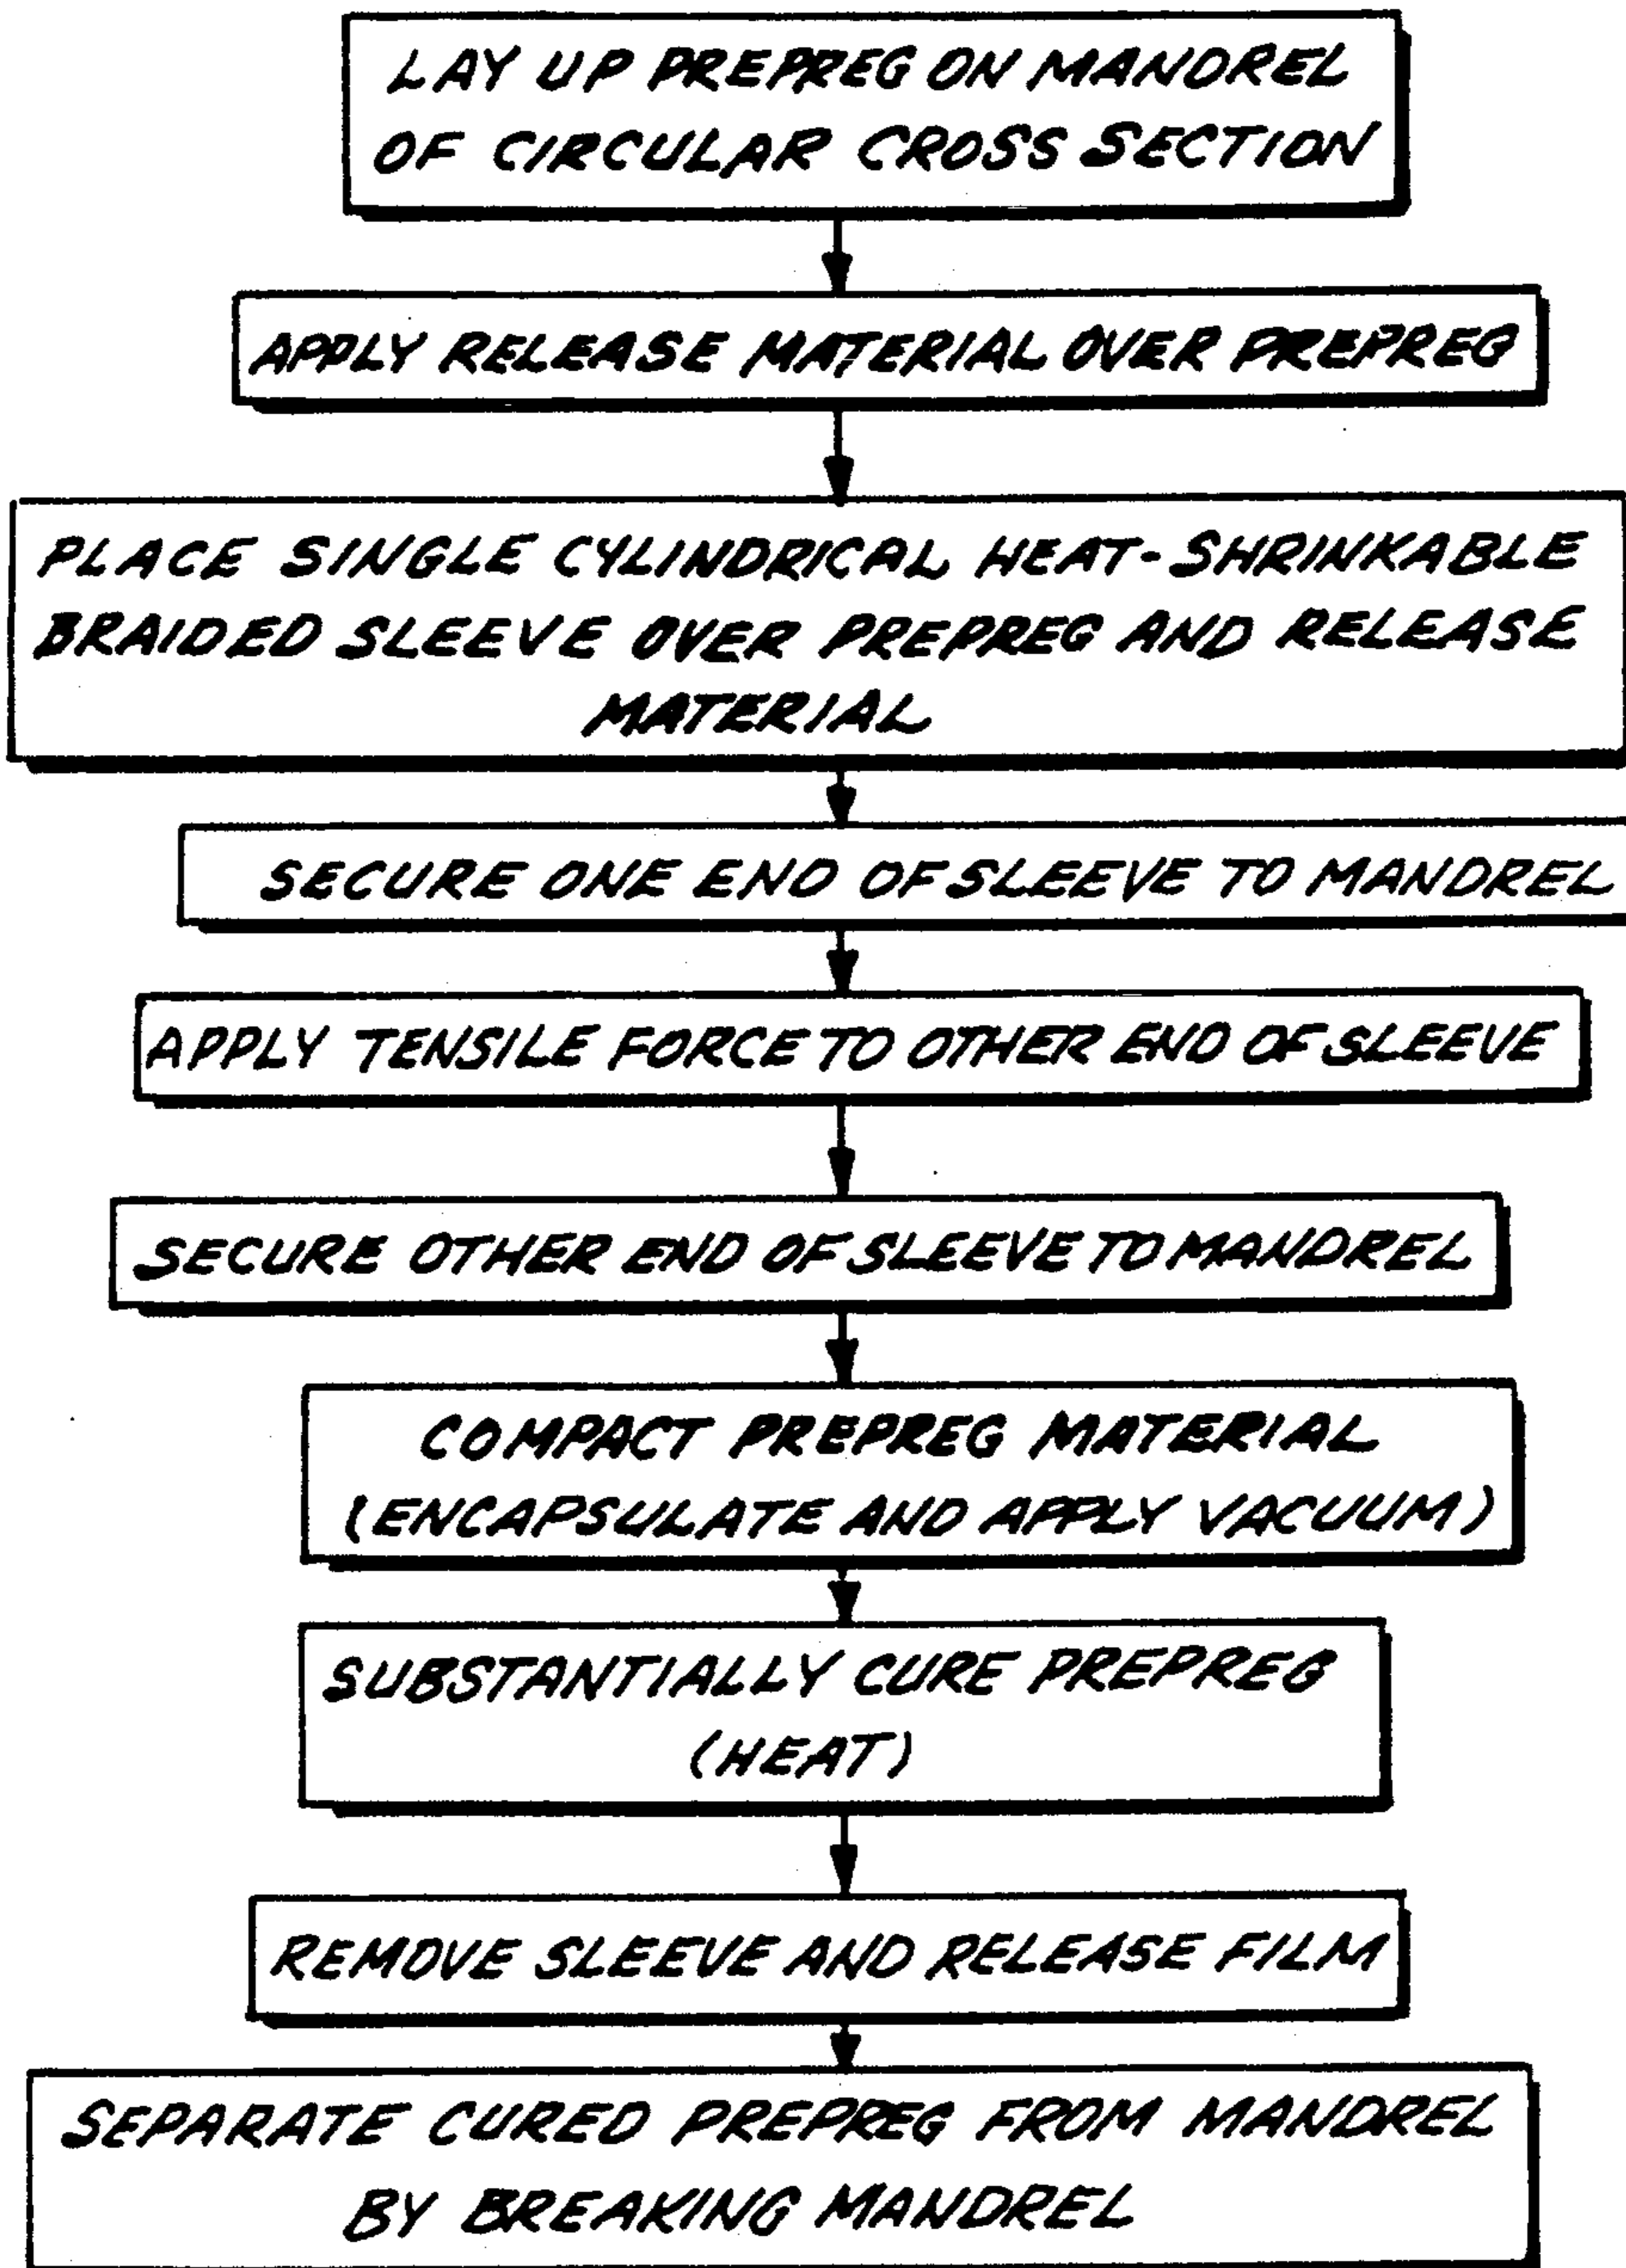 LAY UP PREPREG ON MANDREL
OF CIRCULAR CROSS SECTION
APPLY RELEASE MATERIAL OVER PREPREG
PLACE SINGLE CYLINDRICAL HEAT-SHRINKABLE
BRAIDED SLEEVE OVER PREPREG AND RELEASE
MATERIAL
SECURE ONE END OF SLEEVE TO MANDREL
APPLY TENSILE FORCE TO OTHER END OF SLEEVE
SECURE OTHER END OF SLEEVE TO MANDREL
COMPACT PREPREG MATERIAL
(ENCAPSULATE AND APPLY VACUUM)
SUBSTANTIALLY CURE PREPREG
(HEAT)
REMOVE SLEEVE AND RELEASE FILM
SEPARATE CURED PREPREG FROM MANDREL
BY BREAKING MANDREL